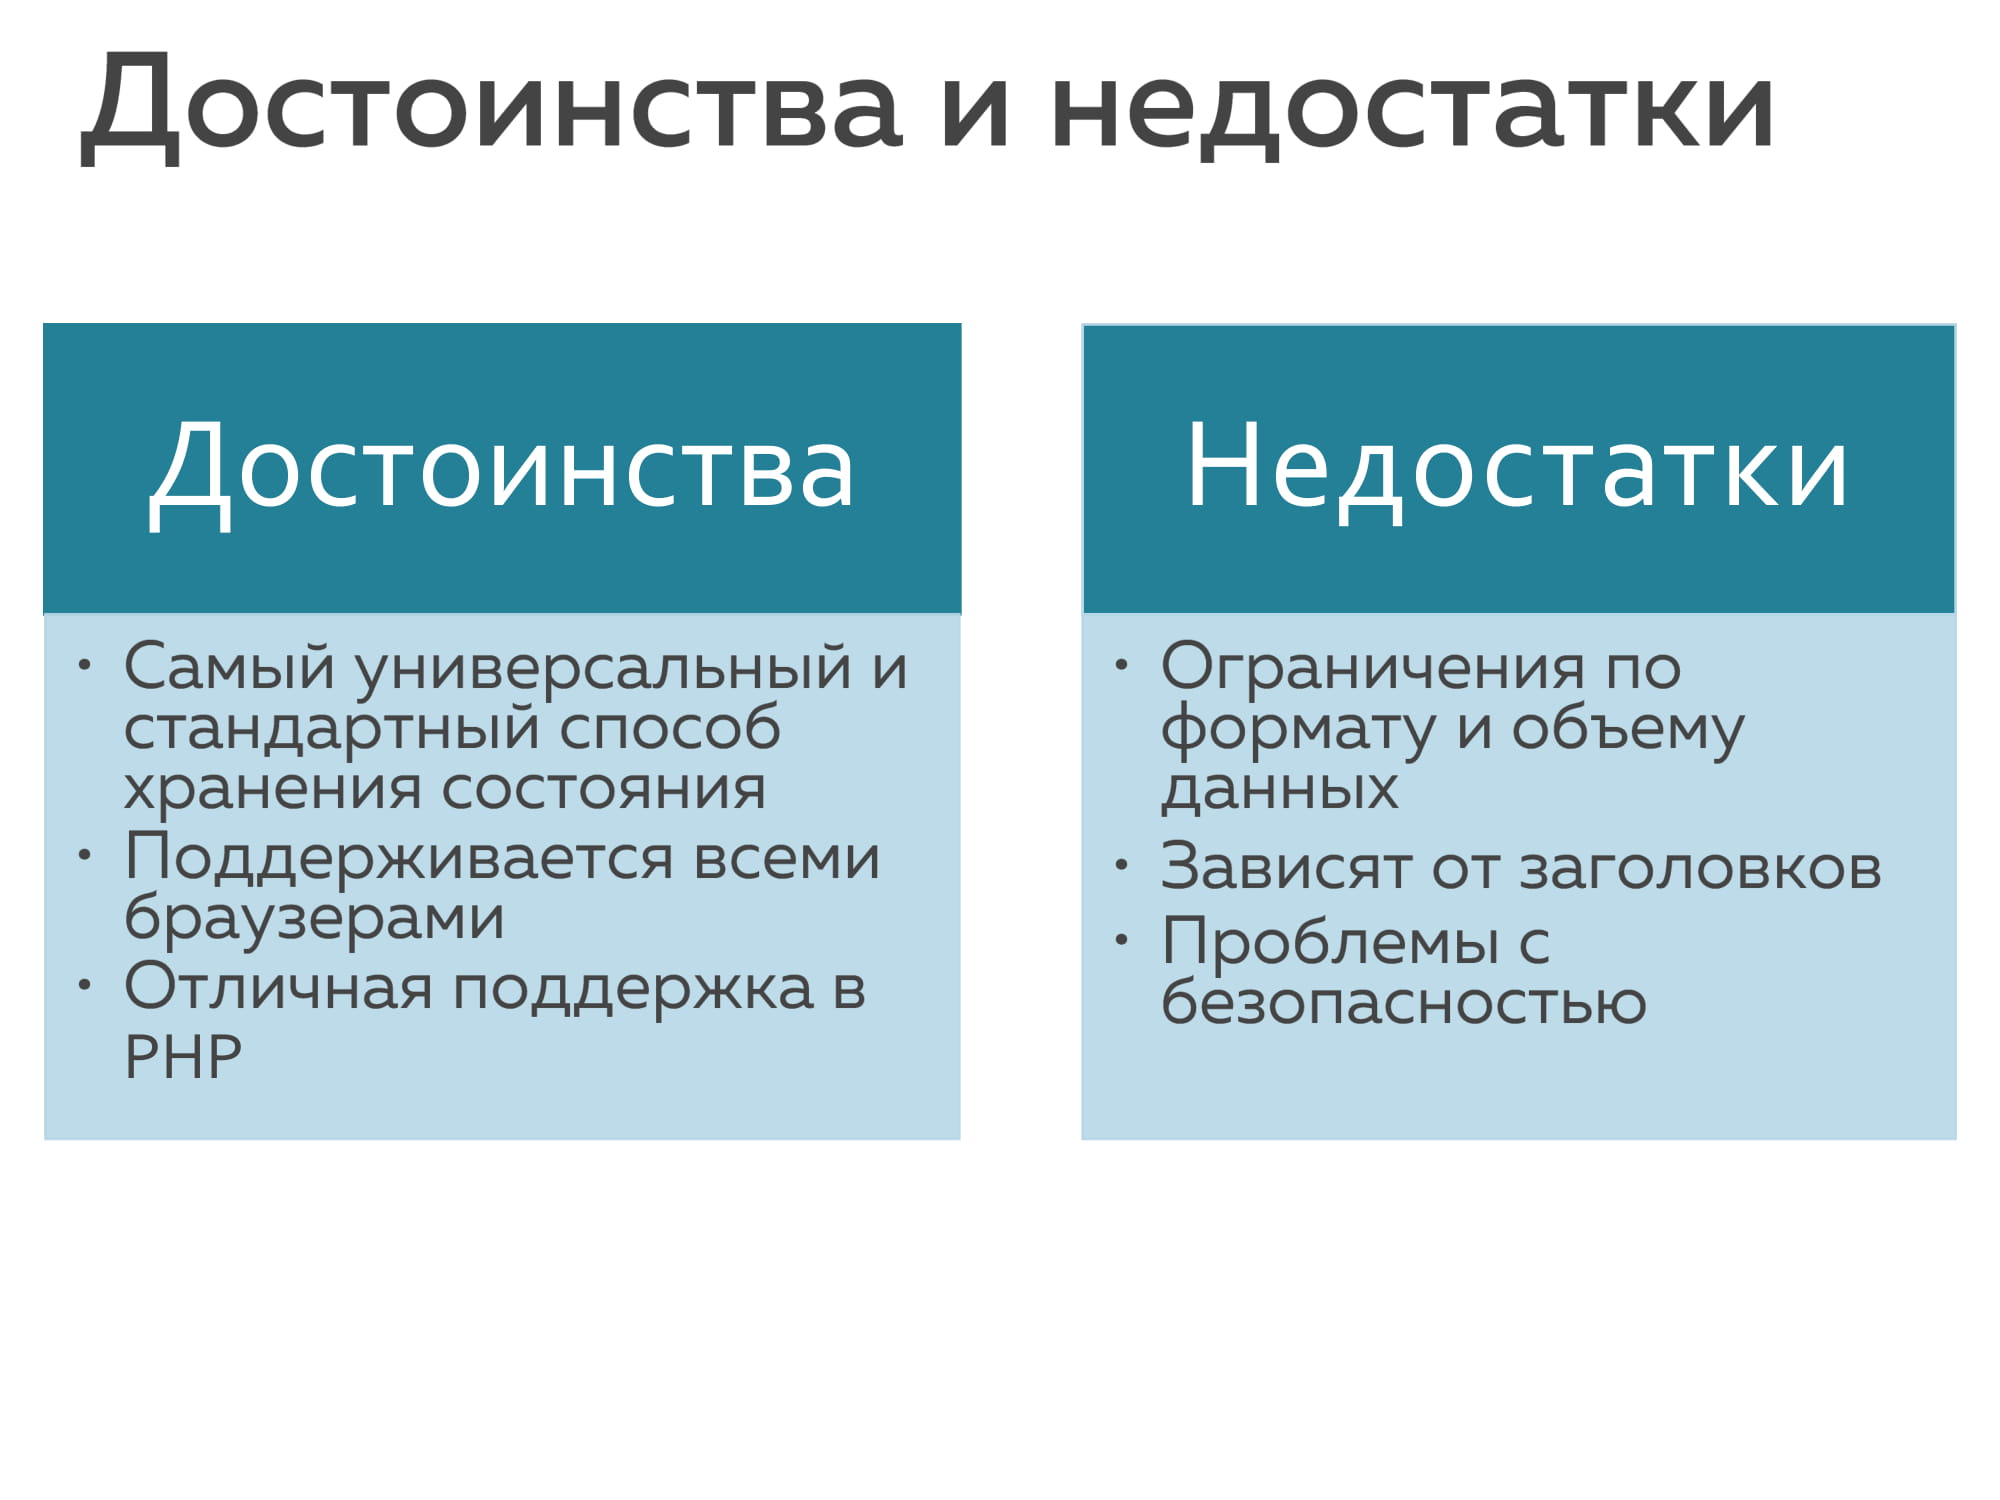 Достоинства и недостатки
Достоинства
• Самый универсальный и
стандартный способ
хранения состояния
• Поддерживается всеми
браузерами
• Отличная поддержка в
PHP
Недостатки
• Ограничения по
формату и объему
данных
• Зависят от заголовков
• Проблемы с
безопасностью